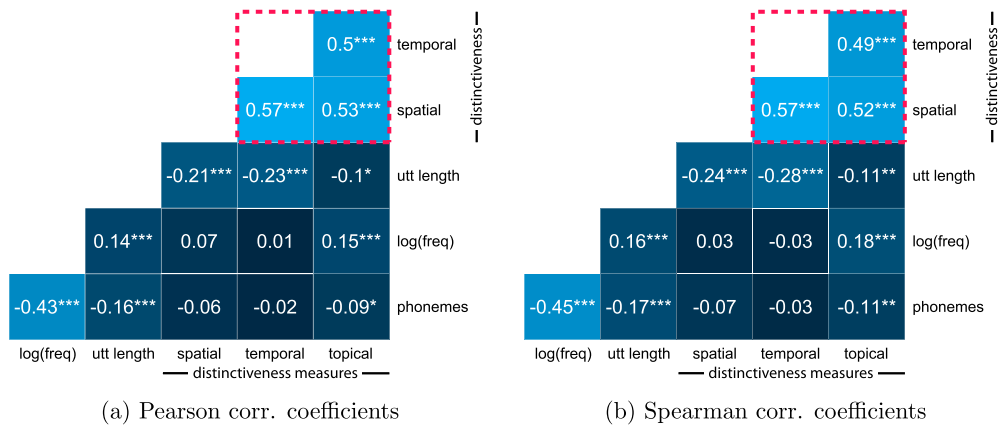 0.5*** temporal
0.57*** 0.53*** spatial
distinctiveness
-0.21*** -0.23*** -0.1* utt length
0.14*** 0.07 0.01 0.15*** log(freq)
-0.43*** -0.16*** -0.06 -0.02 -0.09* phonemes
log(freq) utt length spatial temporal topical
distinctiveness measures
(a) Pearson corr. coefficients
0.49*** temporal
0.57*** 0.52*** spatial
distinctiveness
-0.24*** -0.28*** -0.11** utt length
0.16*** 0.03 -0.03 0.18*** log(freq)
-0.45*** -0.17*** -0.07 -0.03 -0.11** phonemes
log(freq) utt length spatial temporal topical
distinctiveness measures
(b) Spearman corr. coefficients